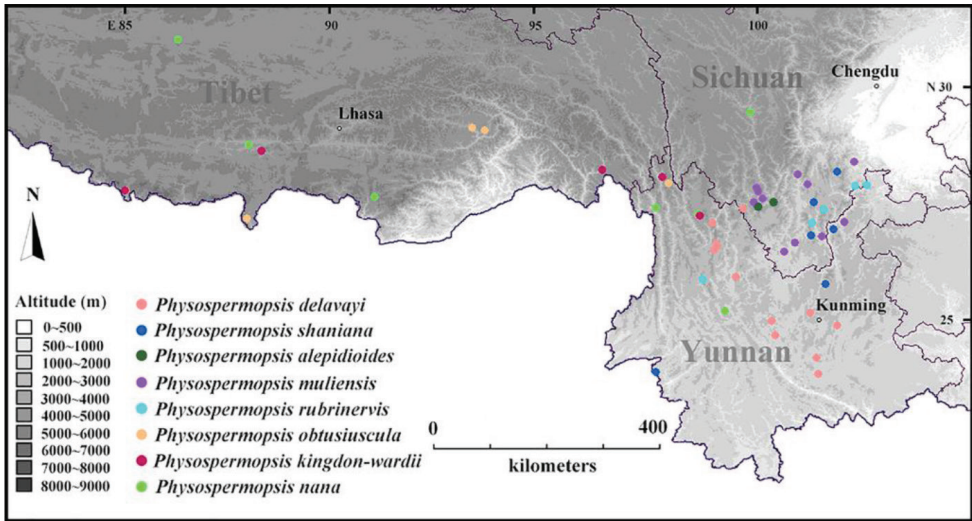 E 85 90 95 100
Sichuan
Chengdu
Tibet
N 30
Lhasa
N
Altitude (m)
0~500
500~1000
1000~2000
2000~3000
3000~4000
4000~5000
5000~6000
6000~7000
7000~8000
8000~9000
Physospermopsis delavayi
Physospermopsis shaniana
Physospermopsis alepidioides
Physospermopsis muliensis
Physospermopsis rubrinervis
Physospermopsis obtusiuscula
Physospermopsis kingdon-wardii
Physospermopsis nana
Kunming
25
Yunnan
0 400
kilometers